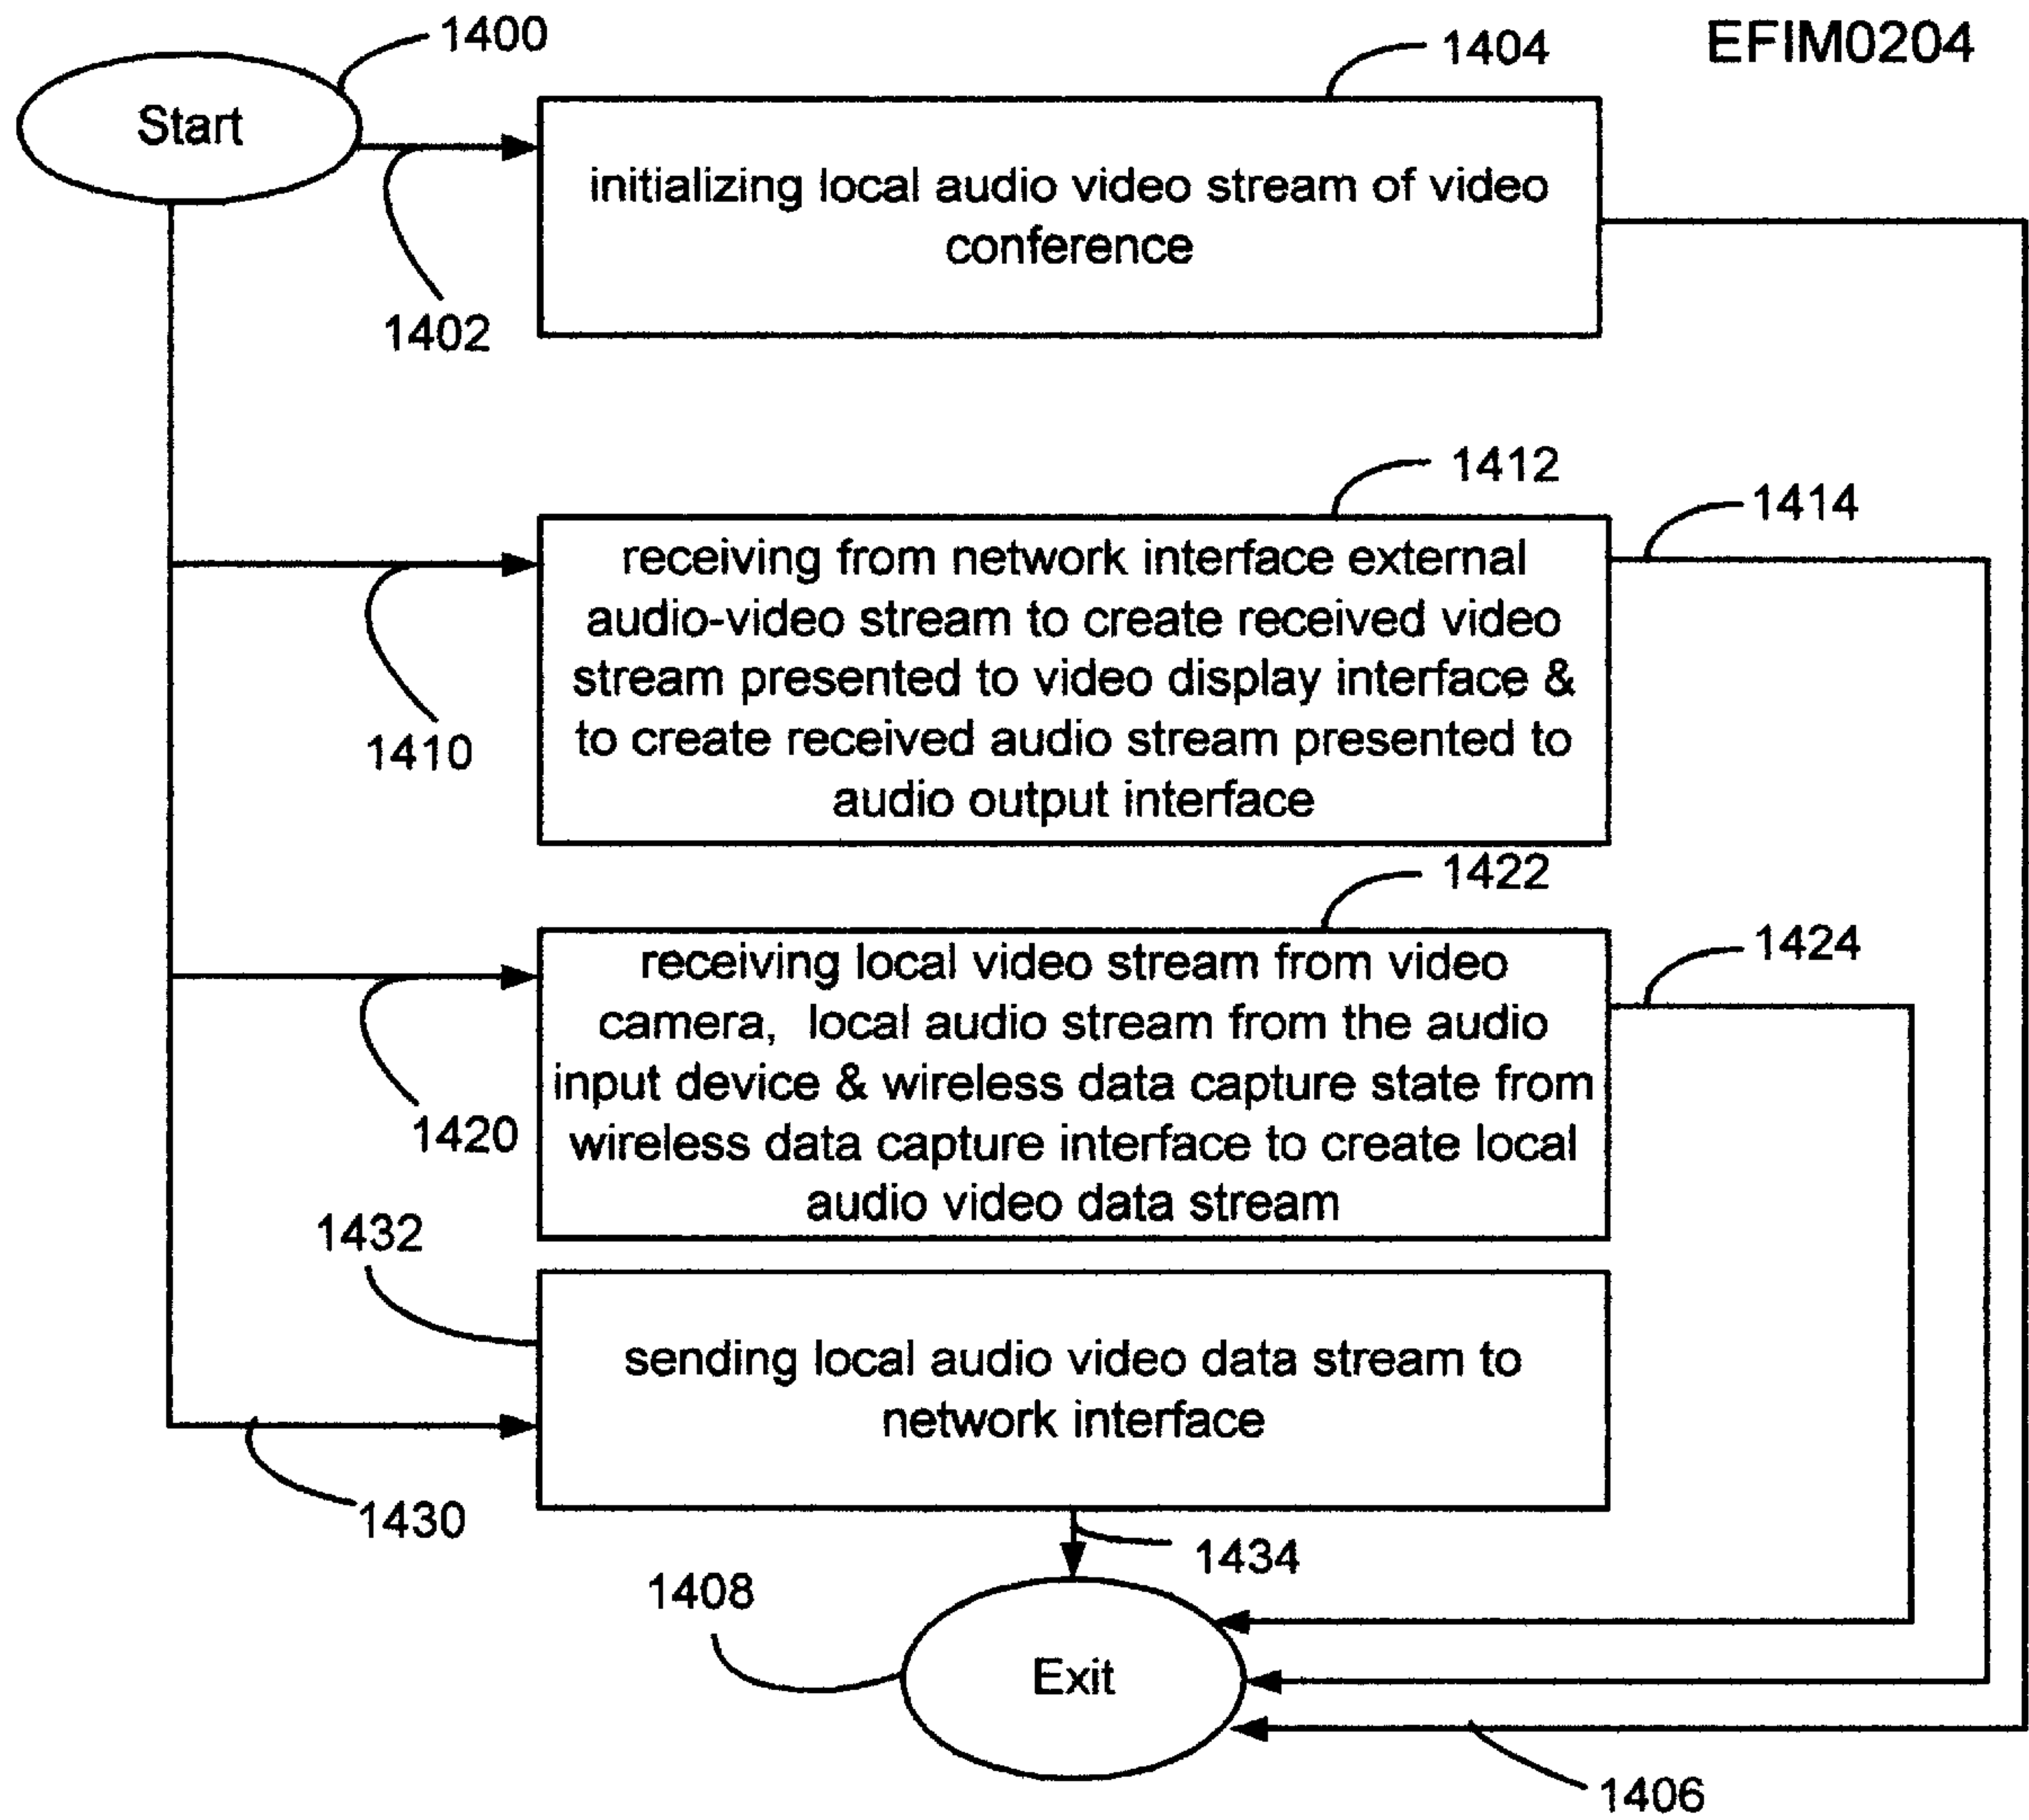 1400
1404
EFIM0204
Start
initializing local audio video stream of video
conference
1402
1412
1414
receiving from network interface external
audio-video stream to create received video
stream presented to video display interface &
to create received audio stream presented to
audio output interface
1410
1422
1424
receiving local video stream from video
camera, local audio stream from the audio
input device & wireless data capture state from
wireless data capture interface to create local
audio video data stream
1420
1432
sending local audio video data stream to
network interface
1430
1434
1408
Exit
1406